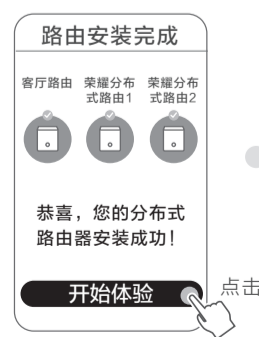 路由安装完成
客厅路由 荣耀分布 荣耀分布
式路由1 式路由2
恭喜，您的分布式
路由器安装成功！
开始体验
点击